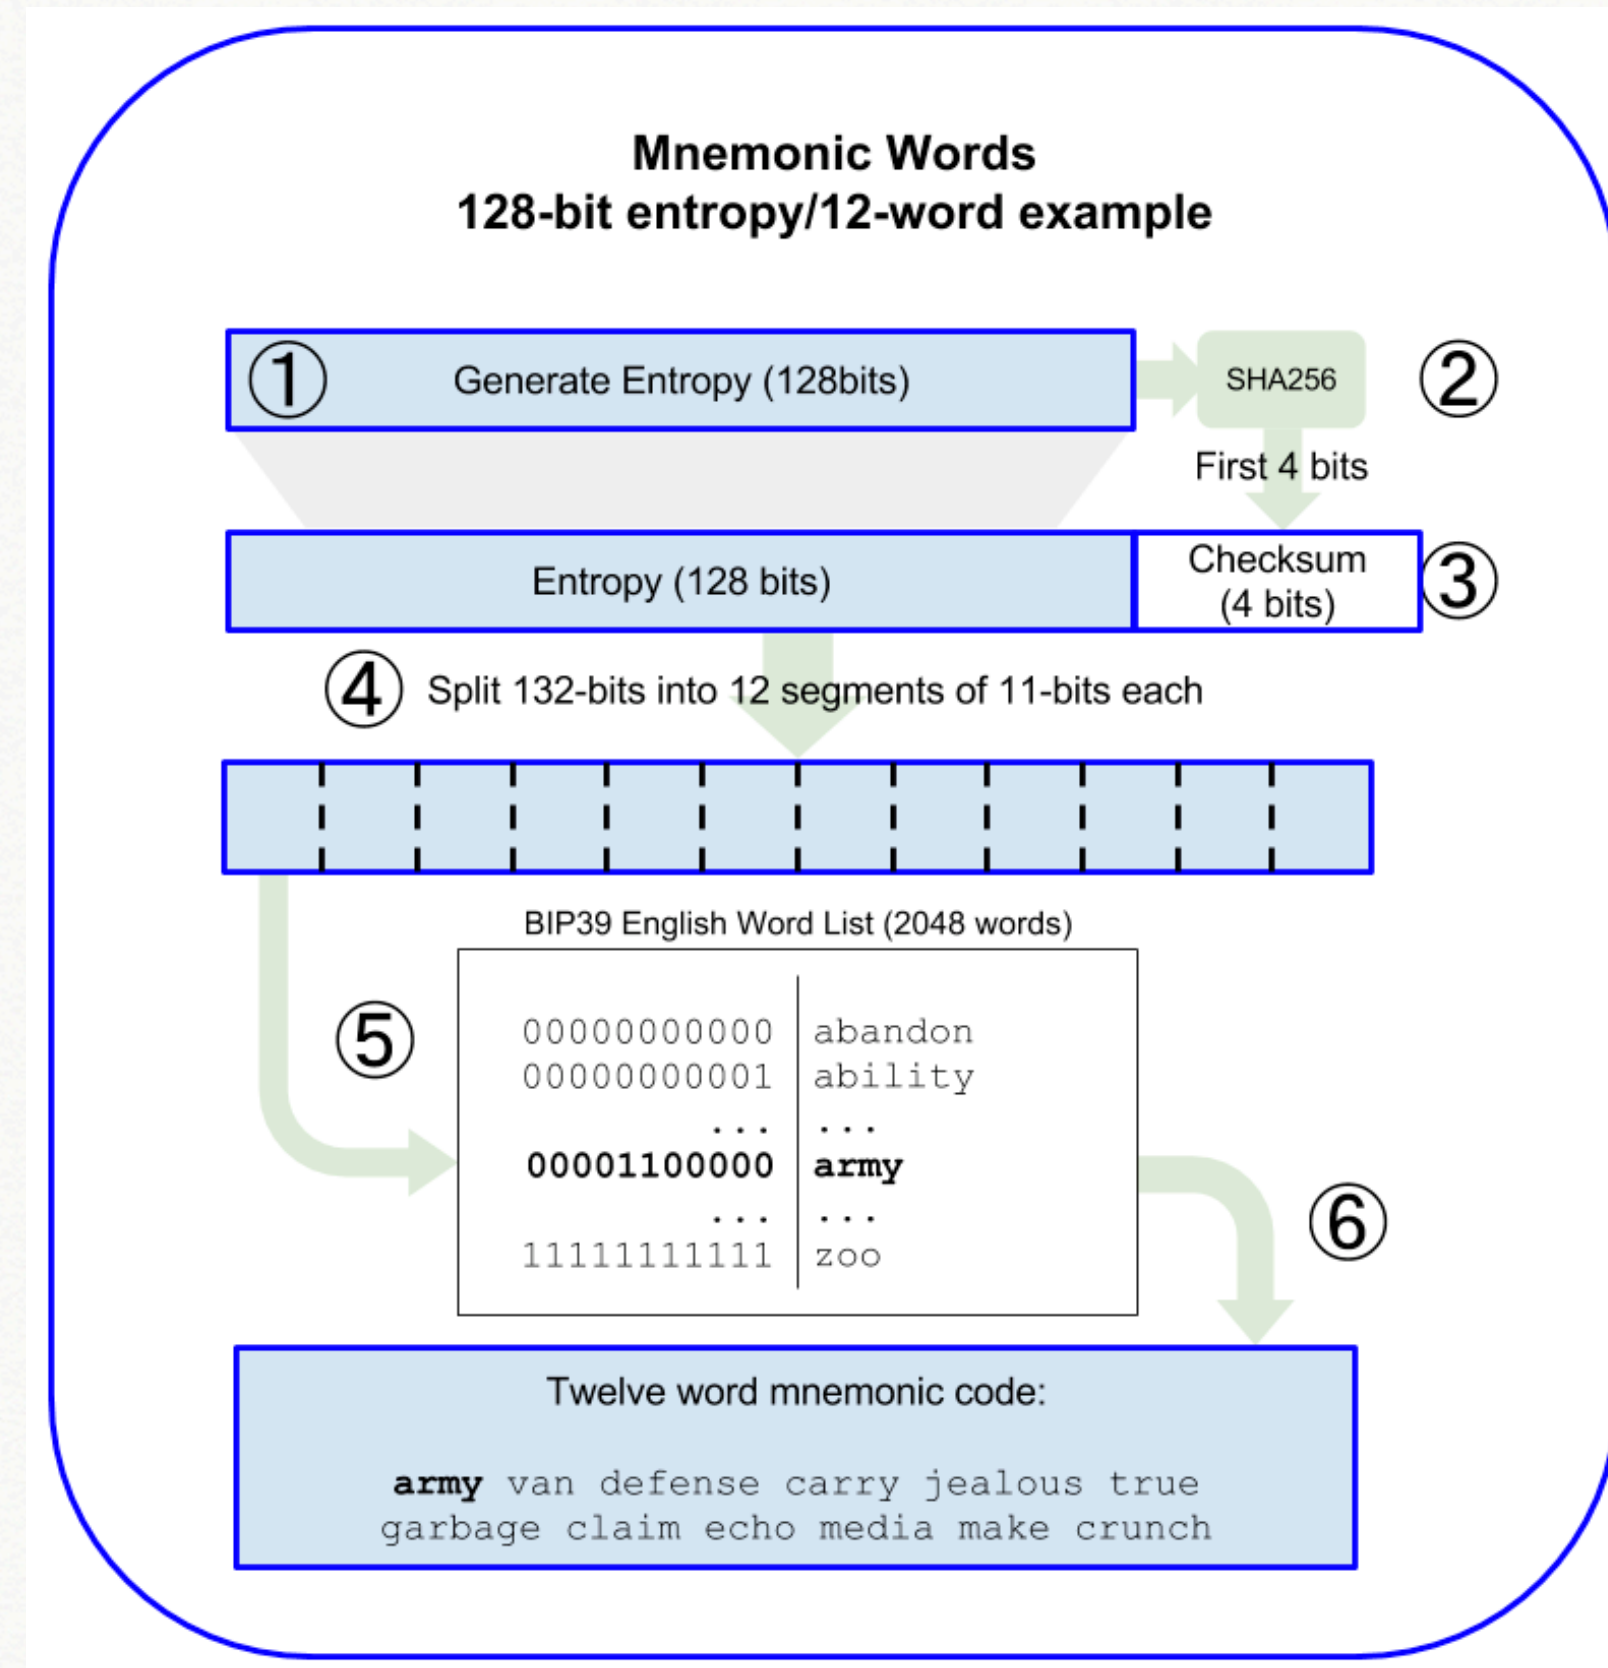 Mnemonic Words
128-bit entropy/12-word example
① Generate Entropy (128bits)
SHA256
②
First 4 bits
Entropy (128 bits)
Checksum
(4 bits)
③
④ Split 132-bits into 12 segments of 11-bits each
BIP39 English Word List (2048 words)
⑤
00000000000 abandon
00000000001 ability
... ...
00001100000 army
... ...
11111111111 zoo
⑥
Twelve word mnemonic code:
army van defense carry jealous true
garbage claim echo media make crunch